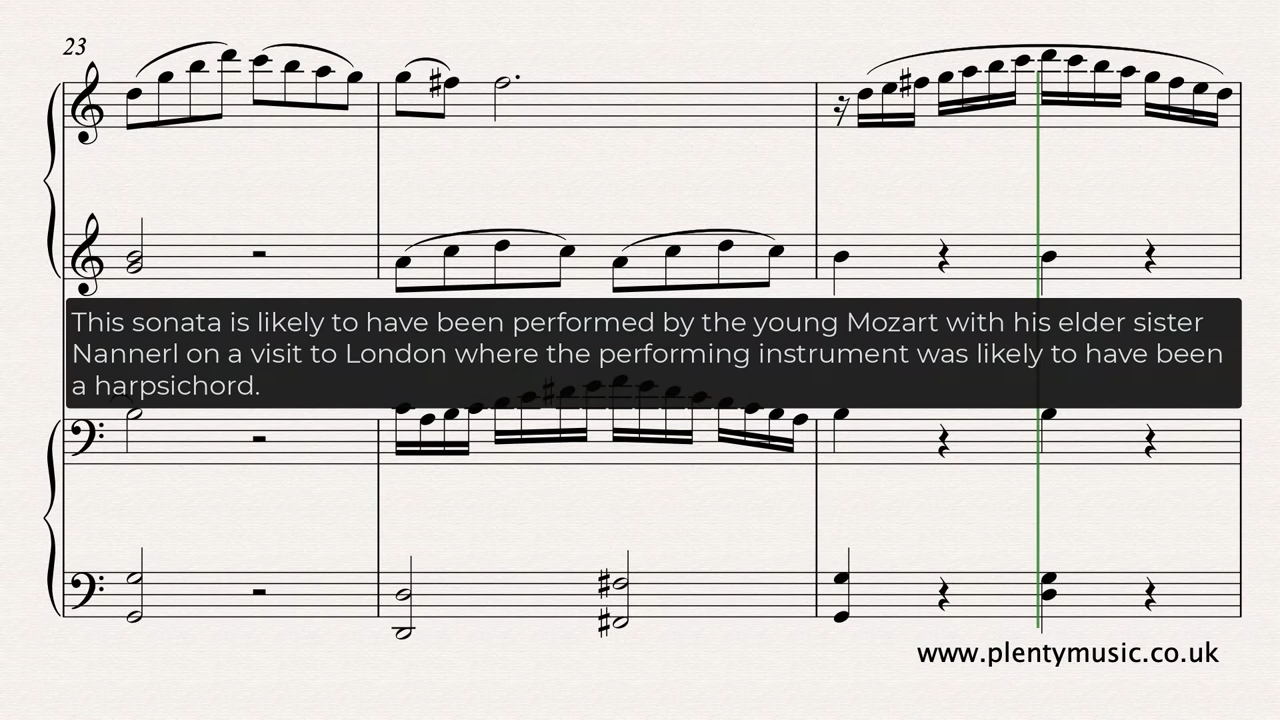 23
This sonata is likely to have been performed by the young Mozart with his elder sister
Nannerl on a visit to London where the performing instrument was likely to have been
a harpsichord.
www.plentymusic.co.uk